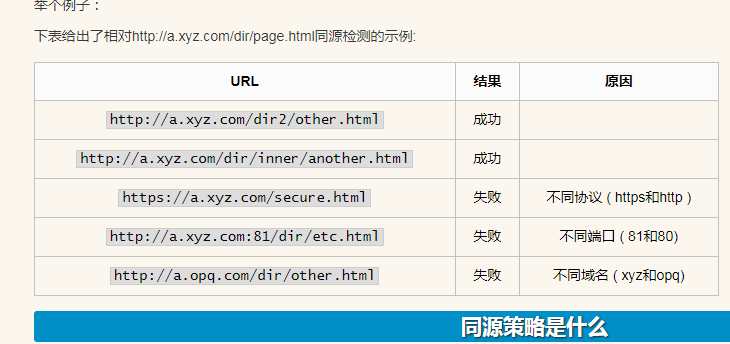 举个例子：
下表给出了相对http://a.xyz.com/dir/page.html同源检测的示例:
URL 结果 原因
http://a.xyz.com/dir2/other.html 成功
http://a.xyz.com/dir/inner/another.html 成功
https://a.xyz.com/secure.html 失败 不同协议 ( https和http )
http://a.xyz.com:81/dir/etc.html 失败 不同端口 ( 81和80)
http://a.opq.com/dir/other.html 失败 不同域名 ( xyz和opq)
同源策略是什么